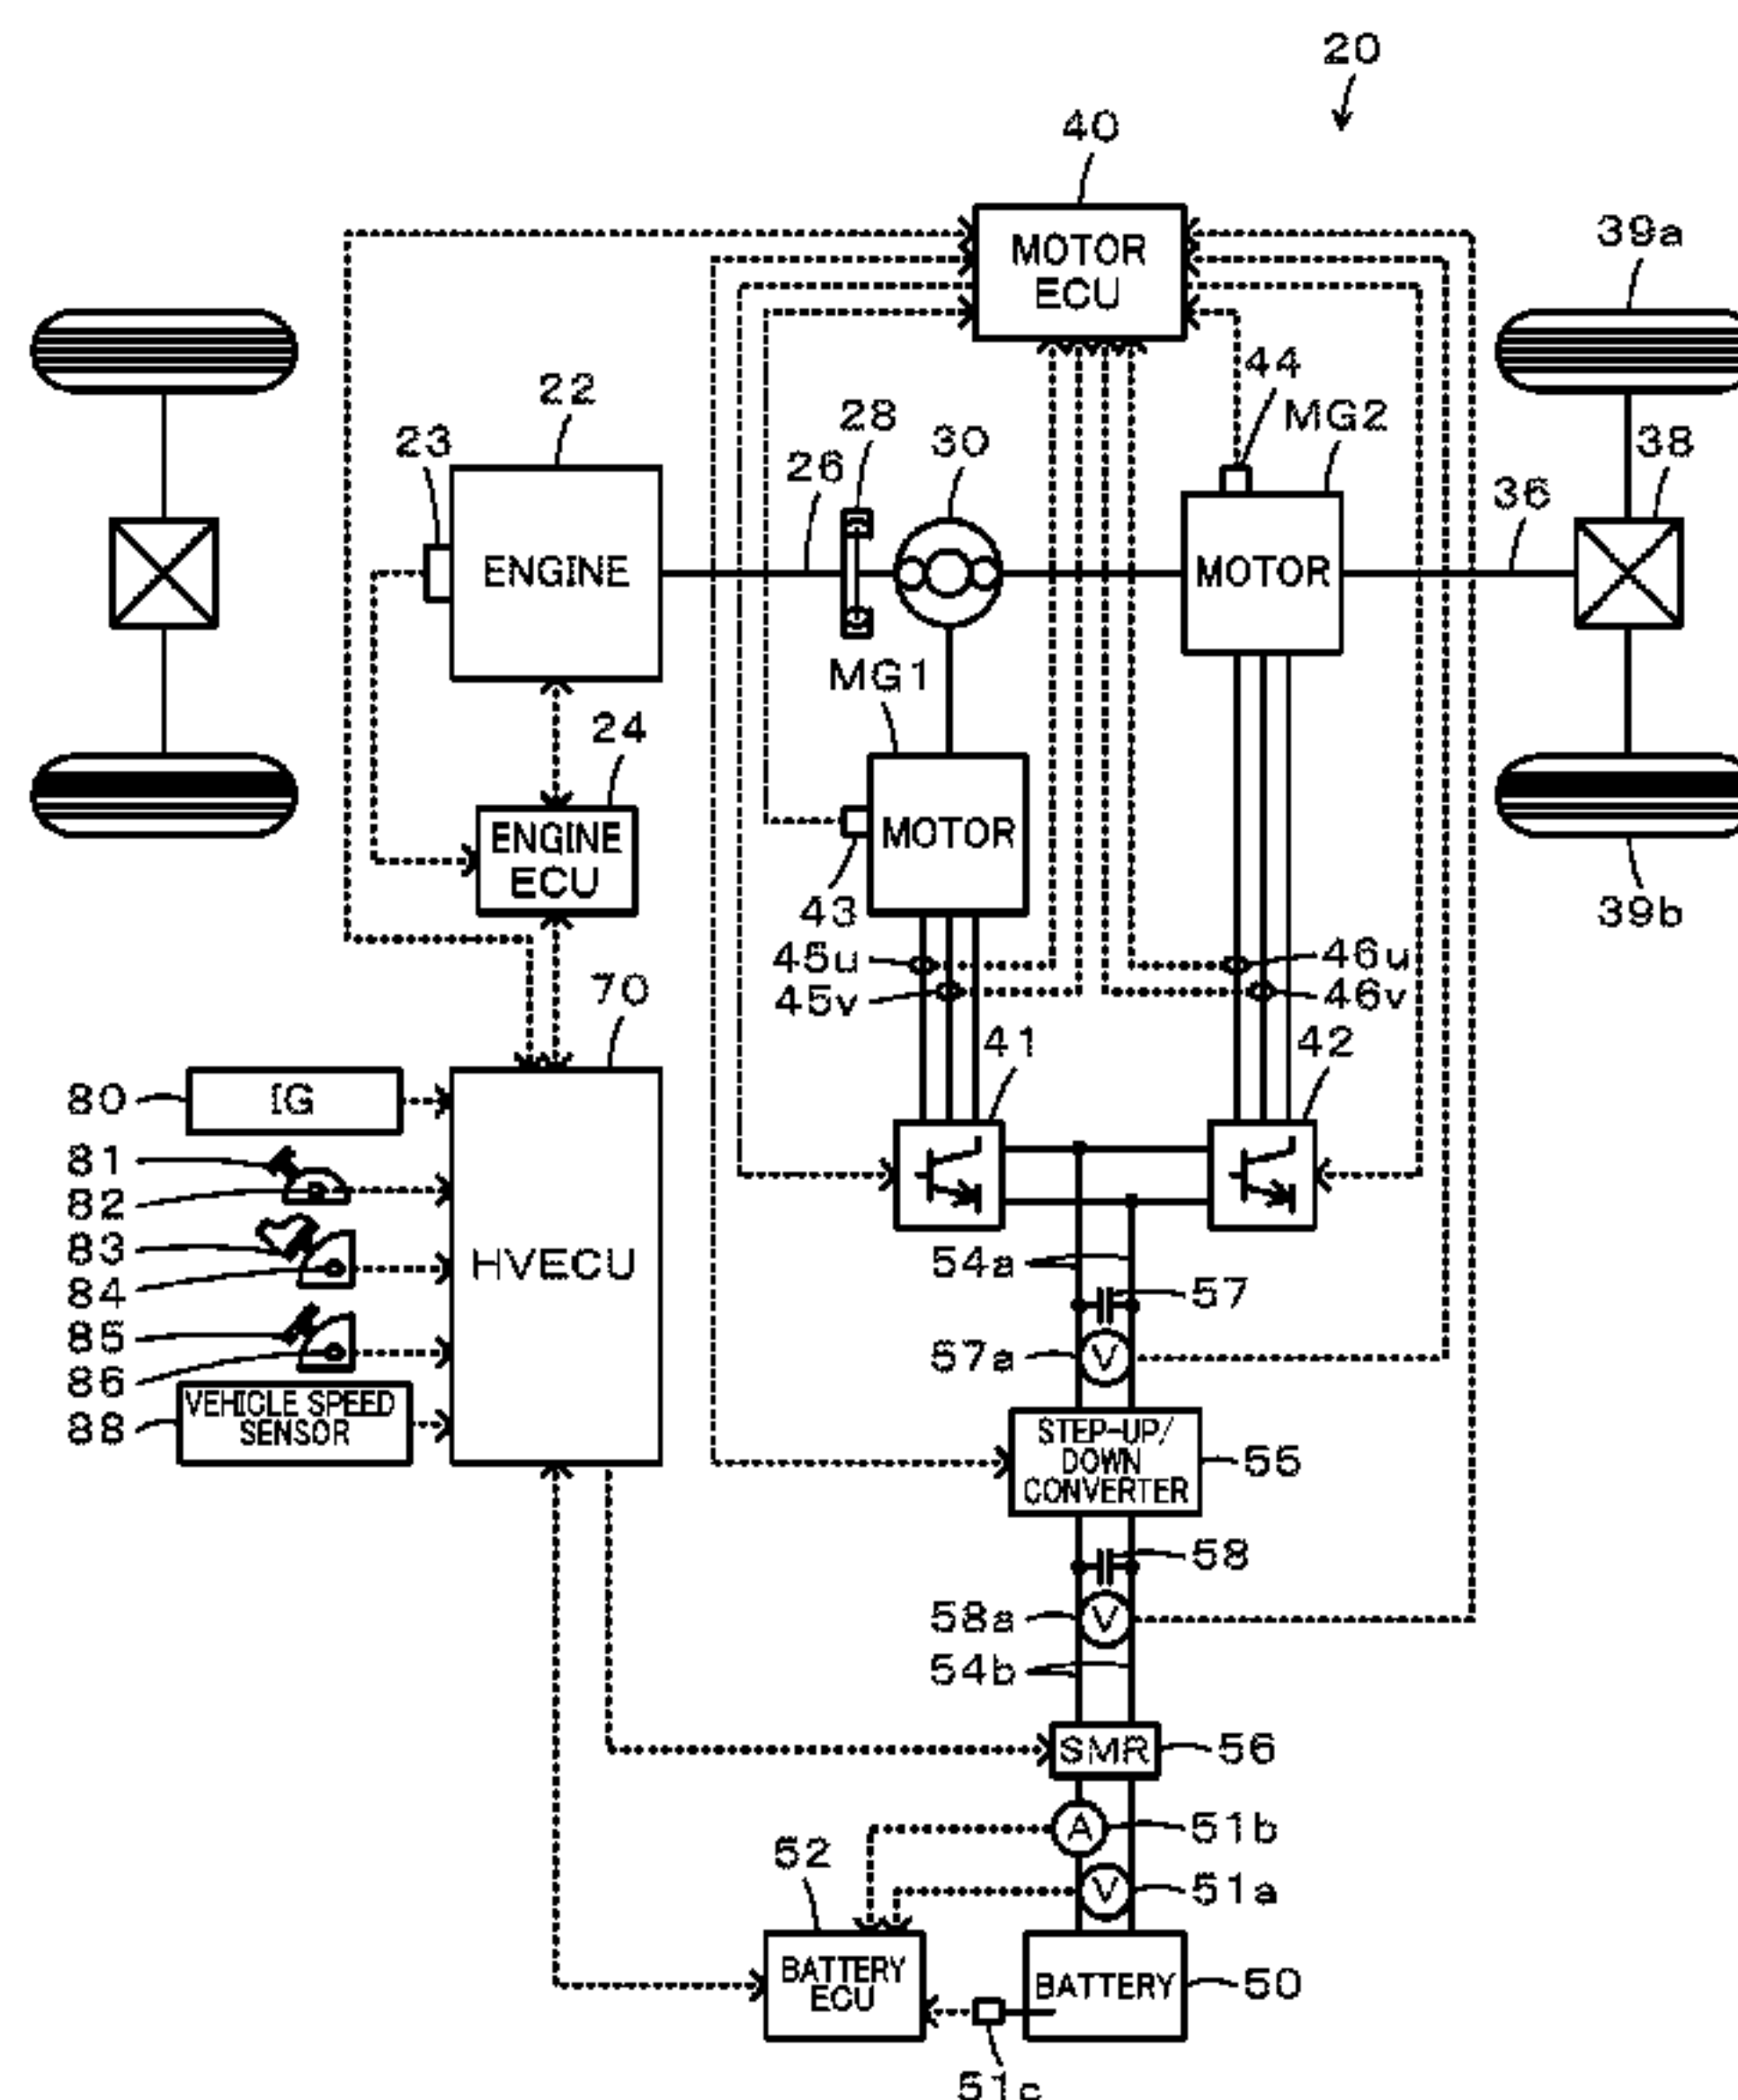 20
40
MOTOR
ECU
39a
22
23
28
30
44
MG2
38
26
36
ENGINE
MOTOR
MG1
24
ENGINE
ECU
MOTOR
43
39b
45u
46u
45v
46v
70
41
42
80
IG
81
82
83
84
85
86
88
VEHICLE SPEED
SENSOR
HVECU
54a
57
57a
STEP-UP/
DOWN
CONVERTER
55
58
58a
54b
SMR
56
A
51b
52
V
51a
BATTERY
ECU
BATTERY
50
51c
V
V